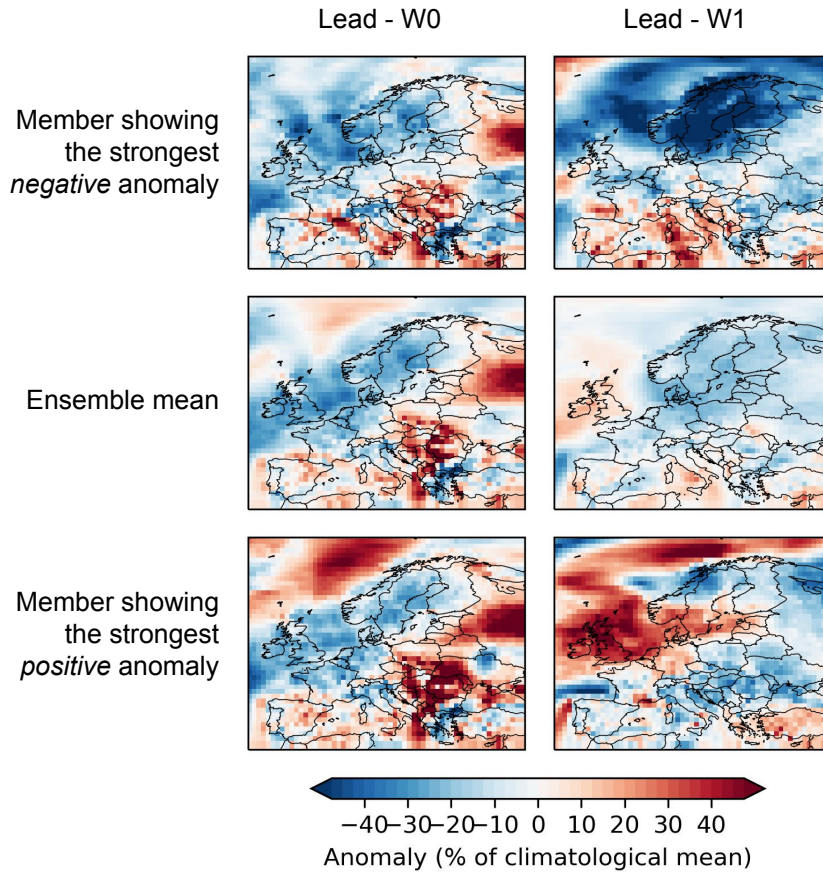 Lead - W0
Lead - W1
Member showing
the strongest
negative anomaly
Ensemble mean
Member showing
the strongest
positive anomaly
−40 −30 −20 −10 0 10 20 30 40
Anomaly (% of climatological mean)